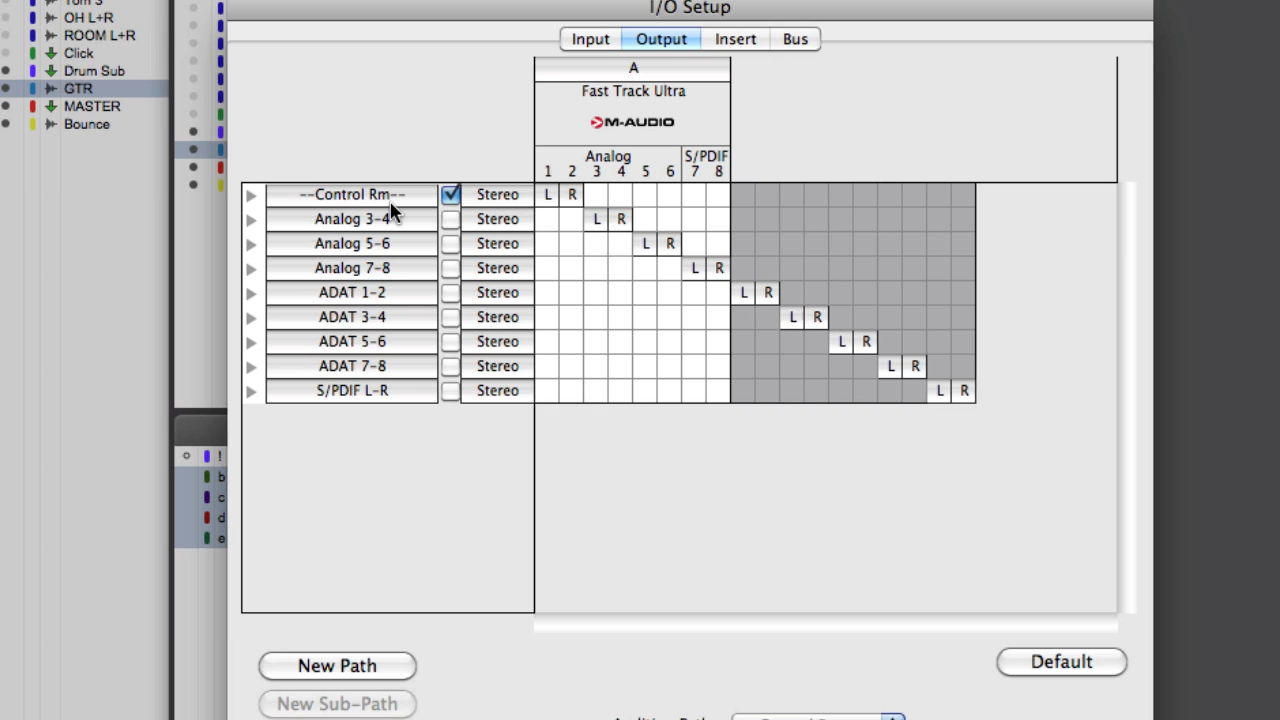 Tom 3
OH L+R
ROOM L+R
Click
Drum Sub
GTR
MASTER
Bounce
I/O Setup
Input Output Insert Bus
A
Fast Track Ultra
M-AUDIO
Analog S/PDIF
1 2 3 4 5 6 7 8
--Control Rm-- Stereo L R
Analog 3-4 Stereo L R
Analog 5-6 Stereo L R
Analog 7-8 Stereo L R
ADAT 1-2 Stereo L R
ADAT 3-4 Stereo L R
ADAT 5-6 Stereo L R
ADAT 7-8 Stereo L R
S/PDIF L-R Stereo L R
!
b
c
d
e
New Path
Default
New Sub-Path